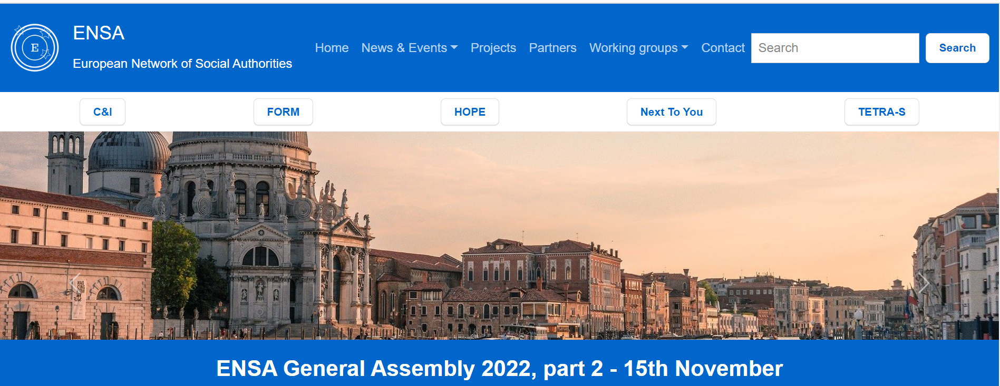 ENSA
European Network of Social Authorities
E
Home News & Events Projects Partners Working groups Contact Search Search
C&I FORM HOPE Next To You TETRA-S
ENSA General Assembly 2022, part 2 - 15th November